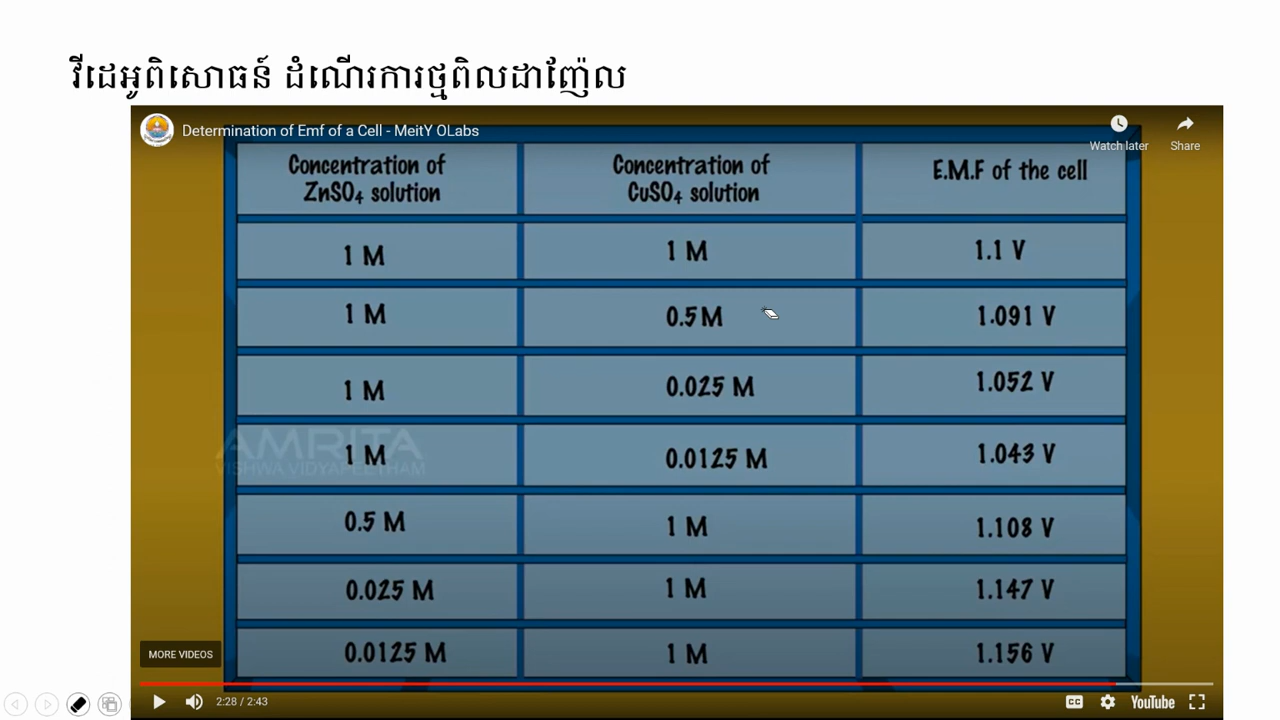 វីដេអូពិសោធន៍ ដំណើរការថ្មពិលដាញ៉ែល
Determination of Emf of a Cell - MeitY OLabs
Watch later
Share
Concentration of ZnSO₄ solution
Concentration of CuSO₄ solution
E.M.F of the cell
1 M 1 M 1.1 V
1 M 0.5 M 1.091 V
1 M 0.025 M 1.052 V
AMRITA
VISHWA VIDYAPEETHAM
1 M 0.0125 M 1.043 V
0.5 M 1 M 1.108 V
0.025 M 1 M 1.147 V
0.0125 M 1 M 1.156 V
MORE VIDEOS
2:28 / 2:43
CC
YouTube